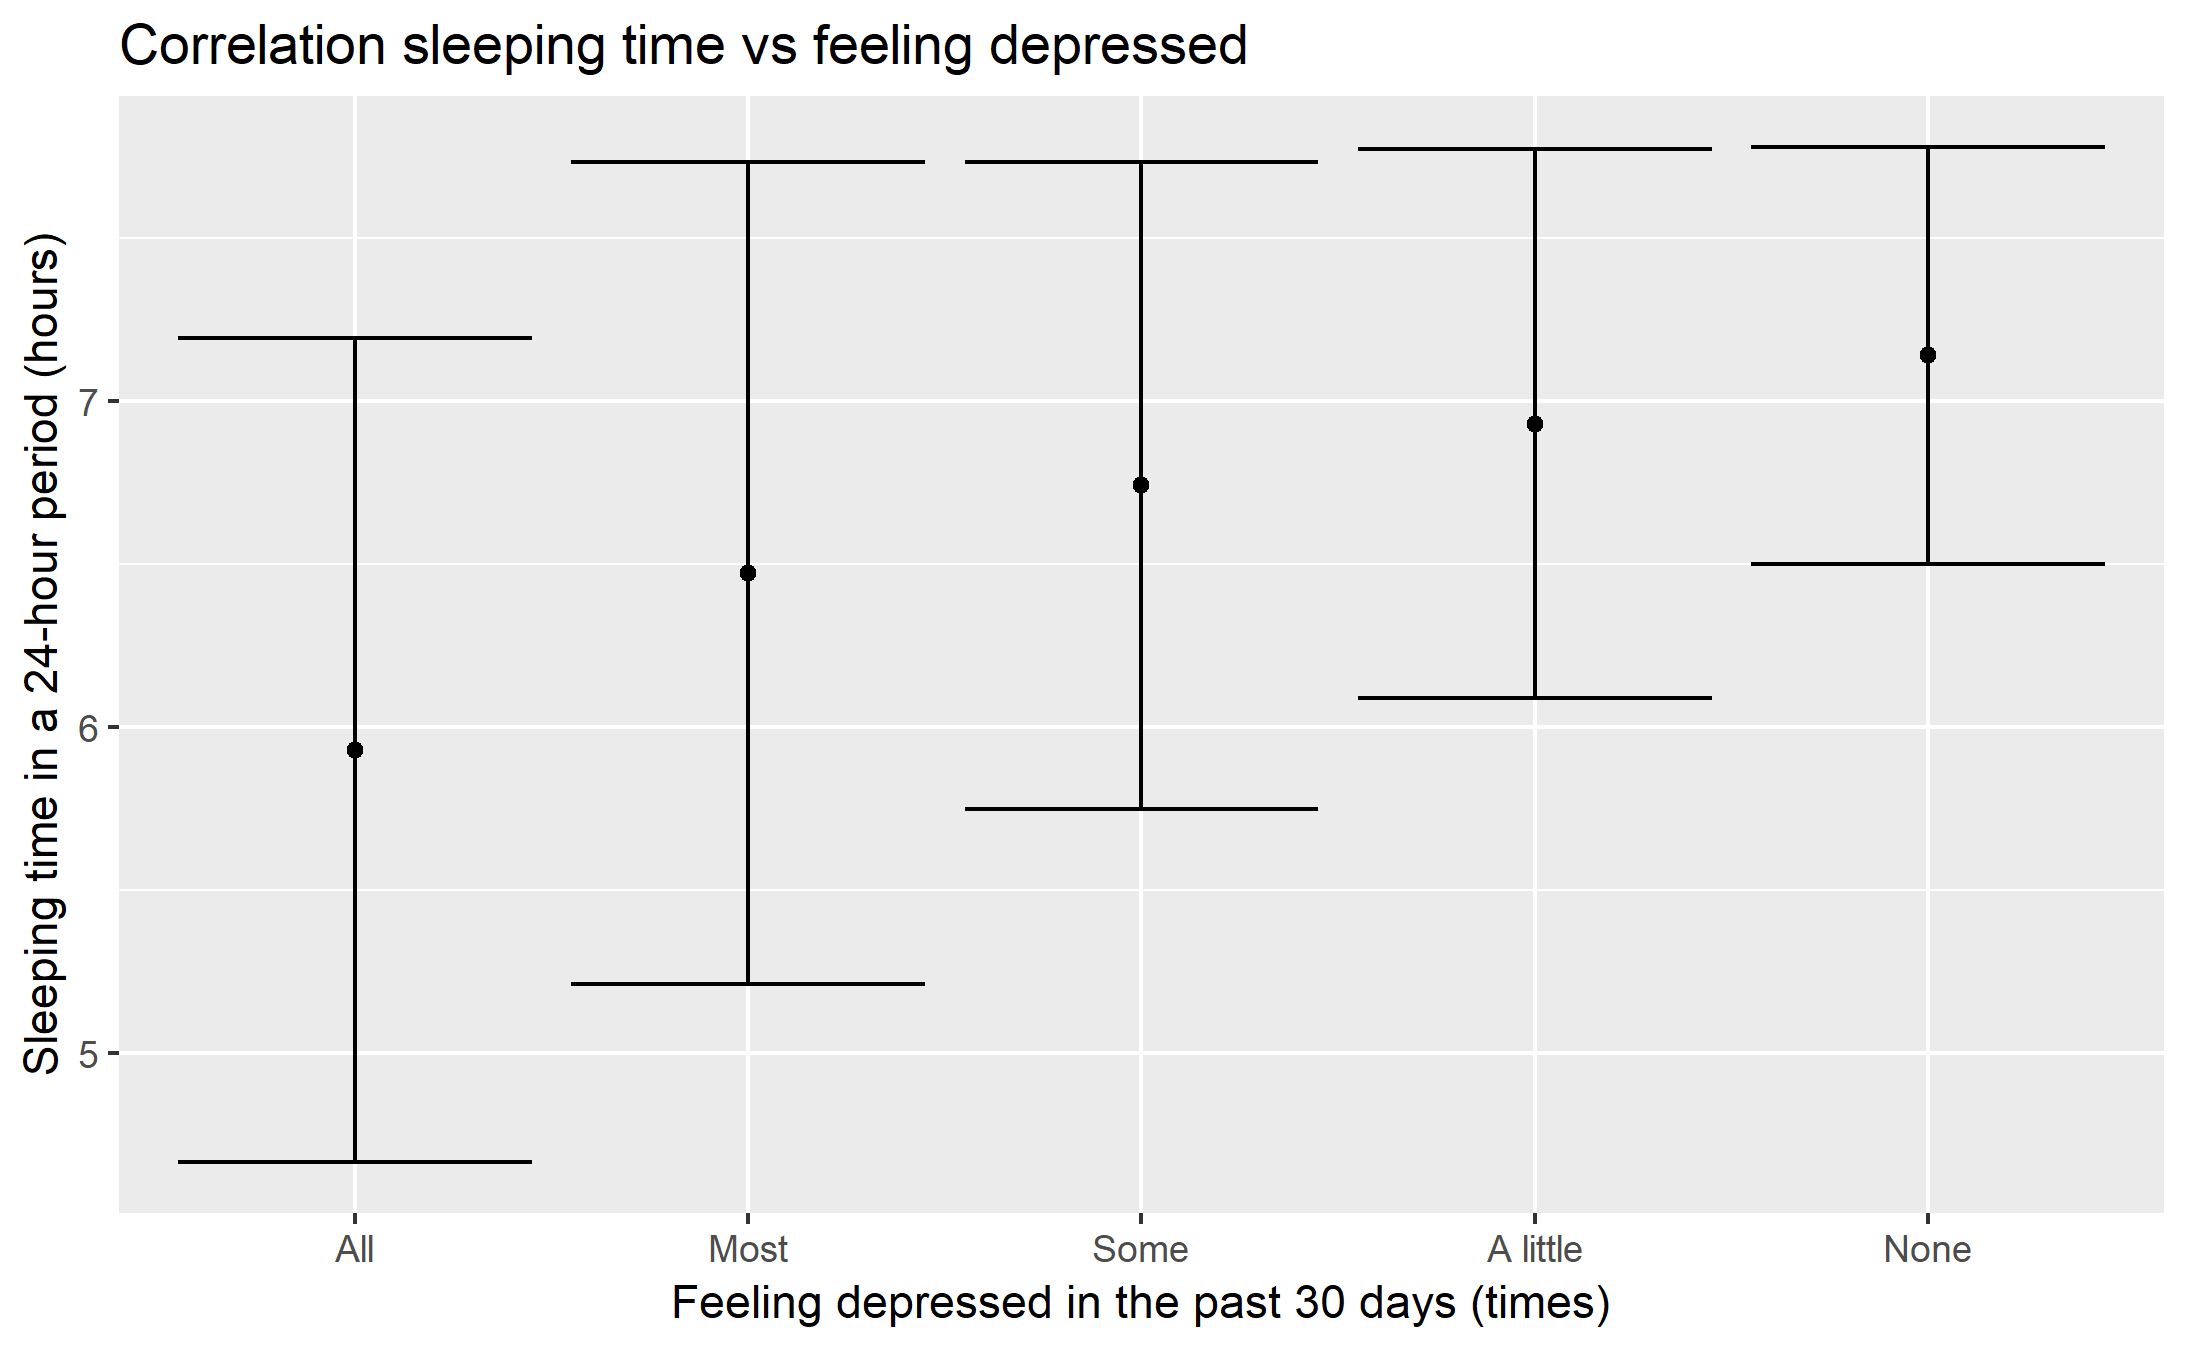 Correlation sleeping time vs feeling depressed
Sleeping time in a 24-hour period (hours)
7
6
5
All
Most
Some
A little
None
Feeling depressed in the past 30 days (times)